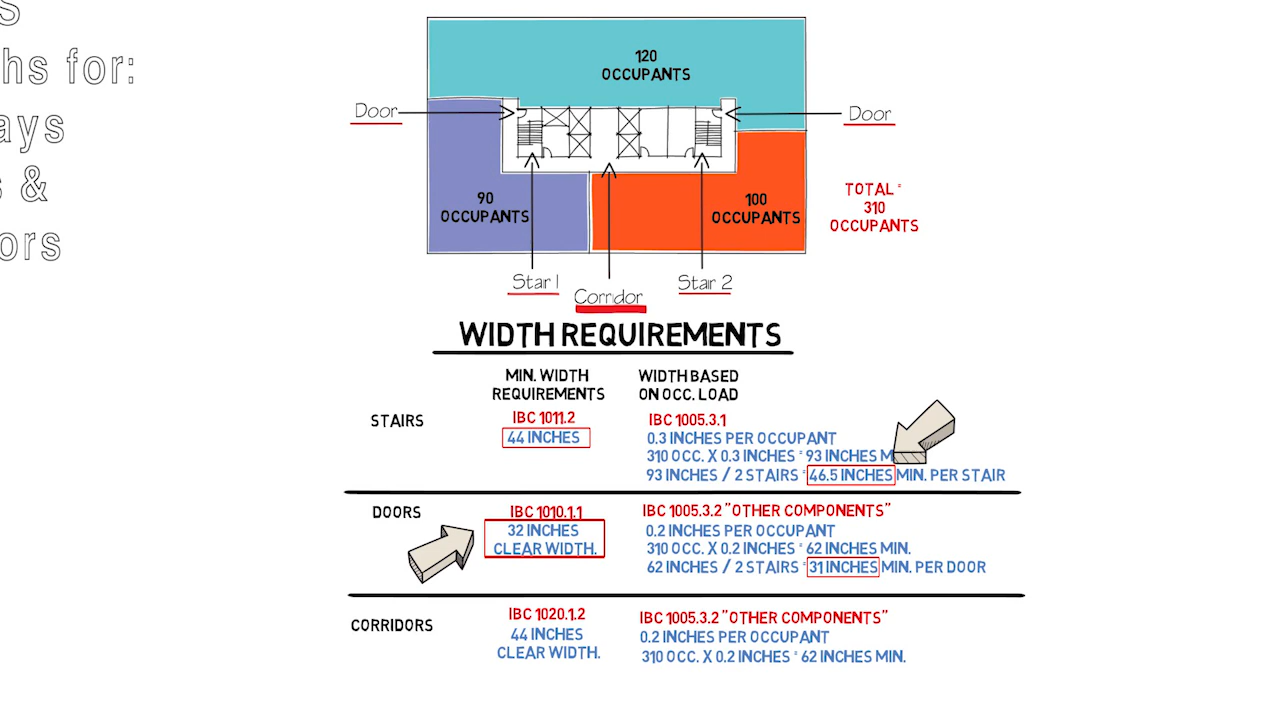 s
hs for:
ays
s &
ors
120
OCCUPANTS
Door
Door
90
OCCUPANTS
100
OCCUPANTS
TOTAL =
310
OCCUPANTS
Stair 1
Corridor
Stair 2
WIDTH REQUIREMENTS
MIN. WIDTH
REQUIREMENTS
WIDTH BASED
ON OCC. LOAD
STAIRS
IBC 1011.2
44 INCHES
IBC 1005.3.1
0.3 INCHES PER OCCUPANT
310 OCC. X 0.3 INCHES = 93 INCHES M
93 INCHES / 2 STAIRS = 46.5 INCHES MIN. PER STAIR
DOORS
IBC 1010.1.1
32 INCHES
CLEAR WIDTH.
IBC 1005.3.2 "OTHER COMPONENTS"
0.2 INCHES PER OCCUPANT
310 OCC. X 0.2 INCHES = 62 INCHES MIN.
62 INCHES / 2 STAIRS = 31 INCHES MIN. PER DOOR
CORRIDORS
IBC 1020.1.2
44 INCHES
CLEAR WIDTH.
IBC 1005.3.2 "OTHER COMPONENTS"
0.2 INCHES PER OCCUPANT
310 OCC. X 0.2 INCHES = 62 INCHES MIN.